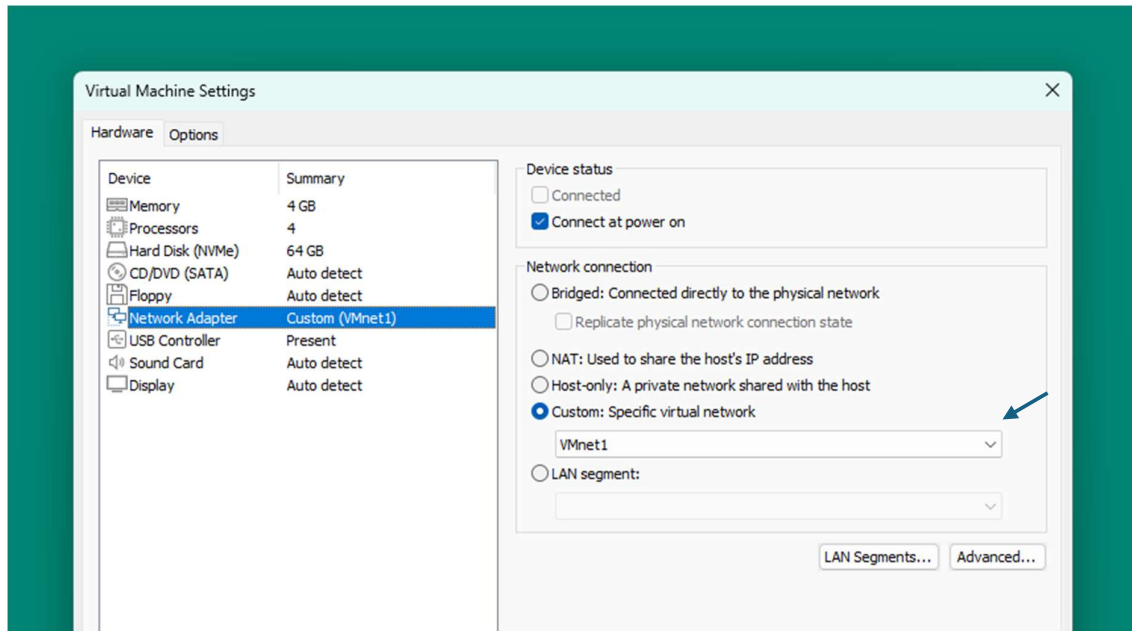 Virtual Machine Settings
Hardware Options
Device Summary
Memory 4 GB
Processors 4
Hard Disk (NVMe) 64 GB
CD/DVD (SATA) Auto detect
Floppy Auto detect
Network Adapter Custom (VMnet1)
USB Controller Present
Sound Card Auto detect
Display Auto detect
Device status
Connected
Connect at power on
Network connection
Bridged: Connected directly to the physical network
Replicate physical network connection state
NAT: Used to share the host's IP address
Host-only: A private network shared with the host
Custom: Specific virtual network
VMnet1
LAN segment:
LAN Segments... Advanced...